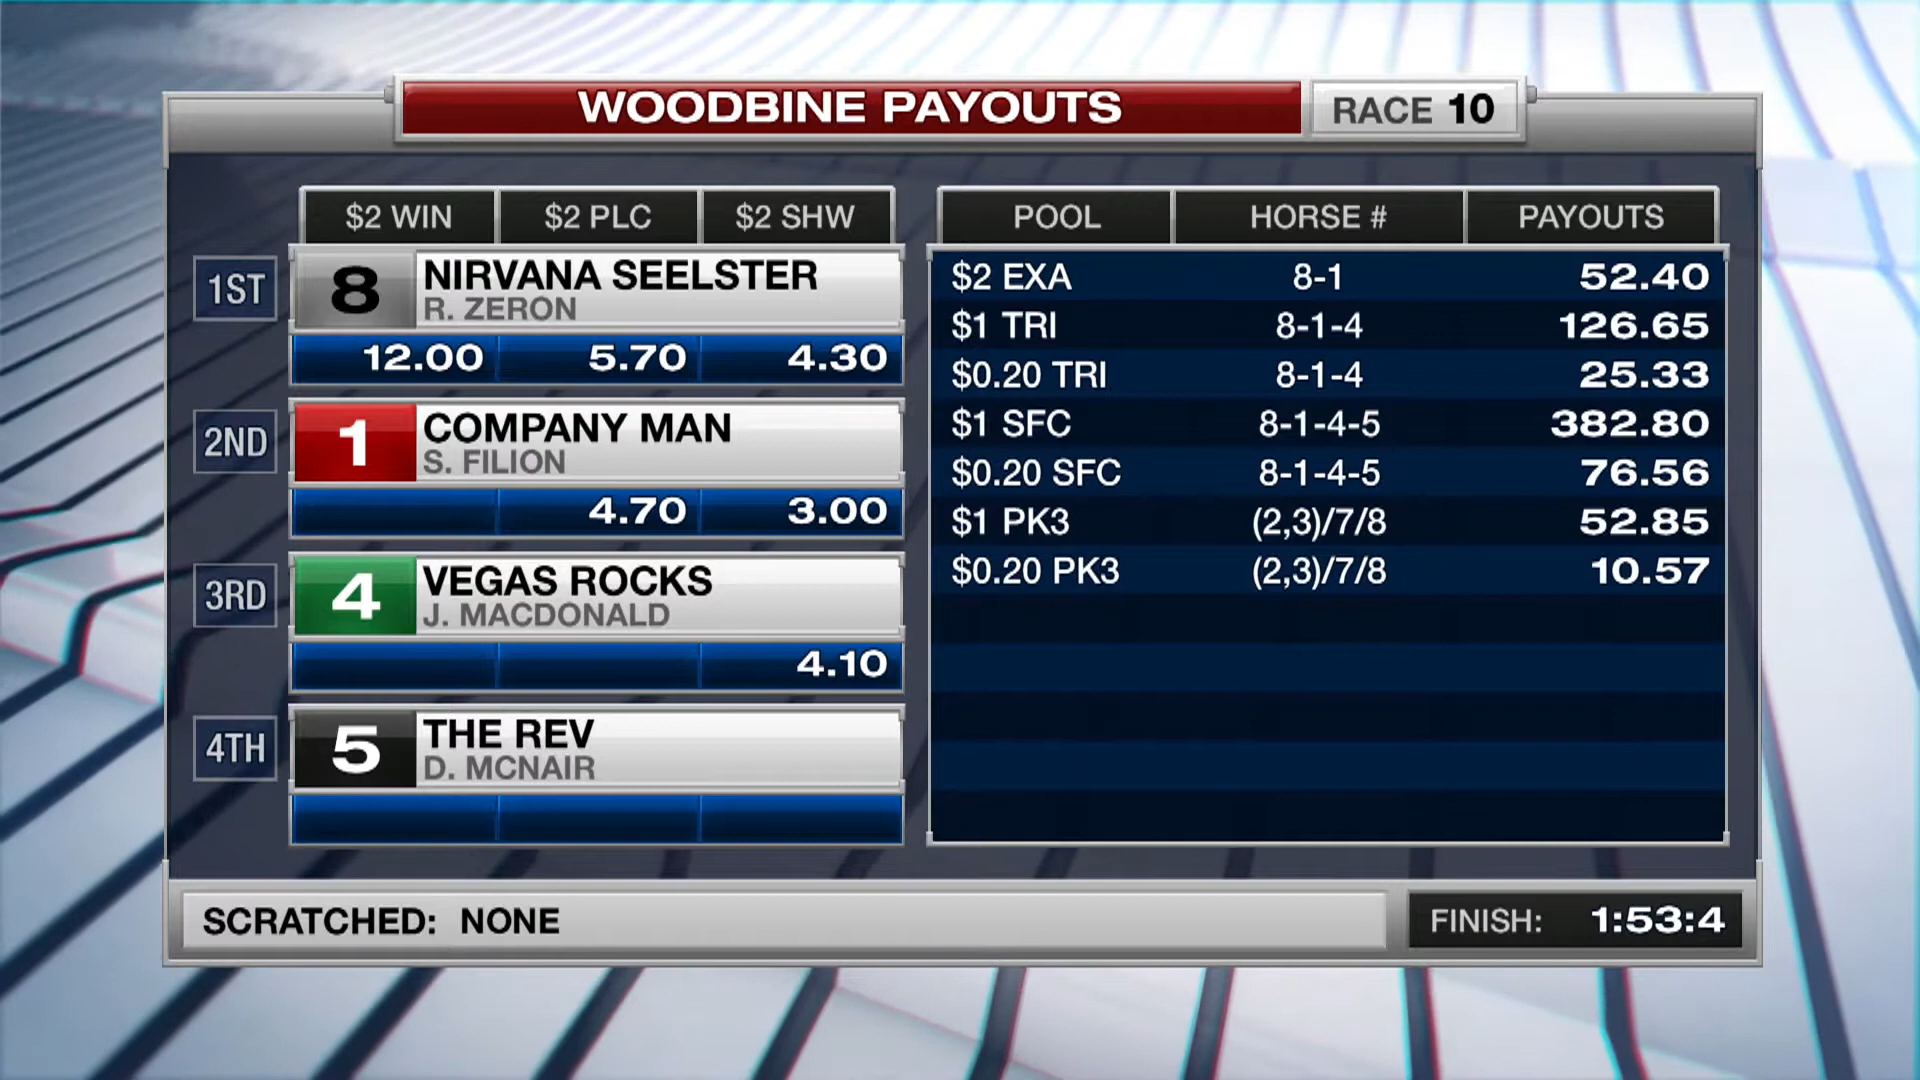 WOODBINE PAYOUTS
RACE 10
$2 WIN $2 PLC $2 SHW
1ST 8 NIRVANA SEELSTER
R. ZERON
12.00 5.70 4.30
2ND 1 COMPANY MAN
S. FILION
4.70 3.00
3RD 4 VEGAS ROCKS
J. MACDONALD
4.10
4TH 5 THE REV
D. MCNAIR
POOL HORSE # PAYOUTS
$2 EXA 8-1 52.40
$1 TRI 8-1-4 126.65
$0.20 TRI 8-1-4 25.33
$1 SFC 8-1-4-5 382.80
$0.20 SFC 8-1-4-5 76.56
$1 PK3 (2,3)/7/8 52.85
$0.20 PK3 (2,3)/7/8 10.57
SCRATCHED: NONE
FINISH: 1:53:4